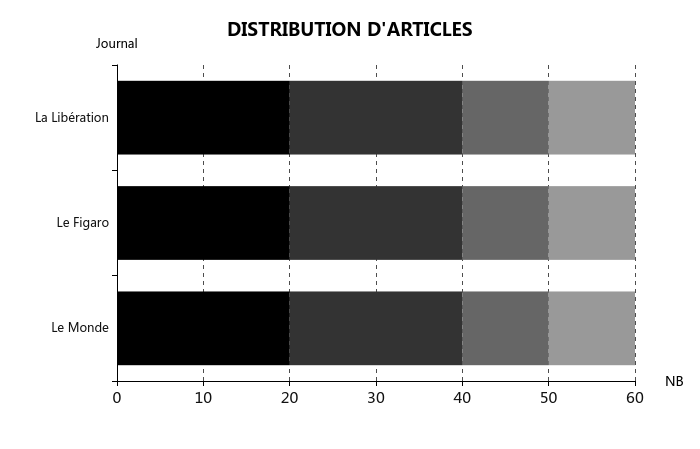 DISTRIBUTION D'ARTICLES
Journal
La Libération
Le Figaro
Le Monde
0 10 20 30 40 50 60
NB